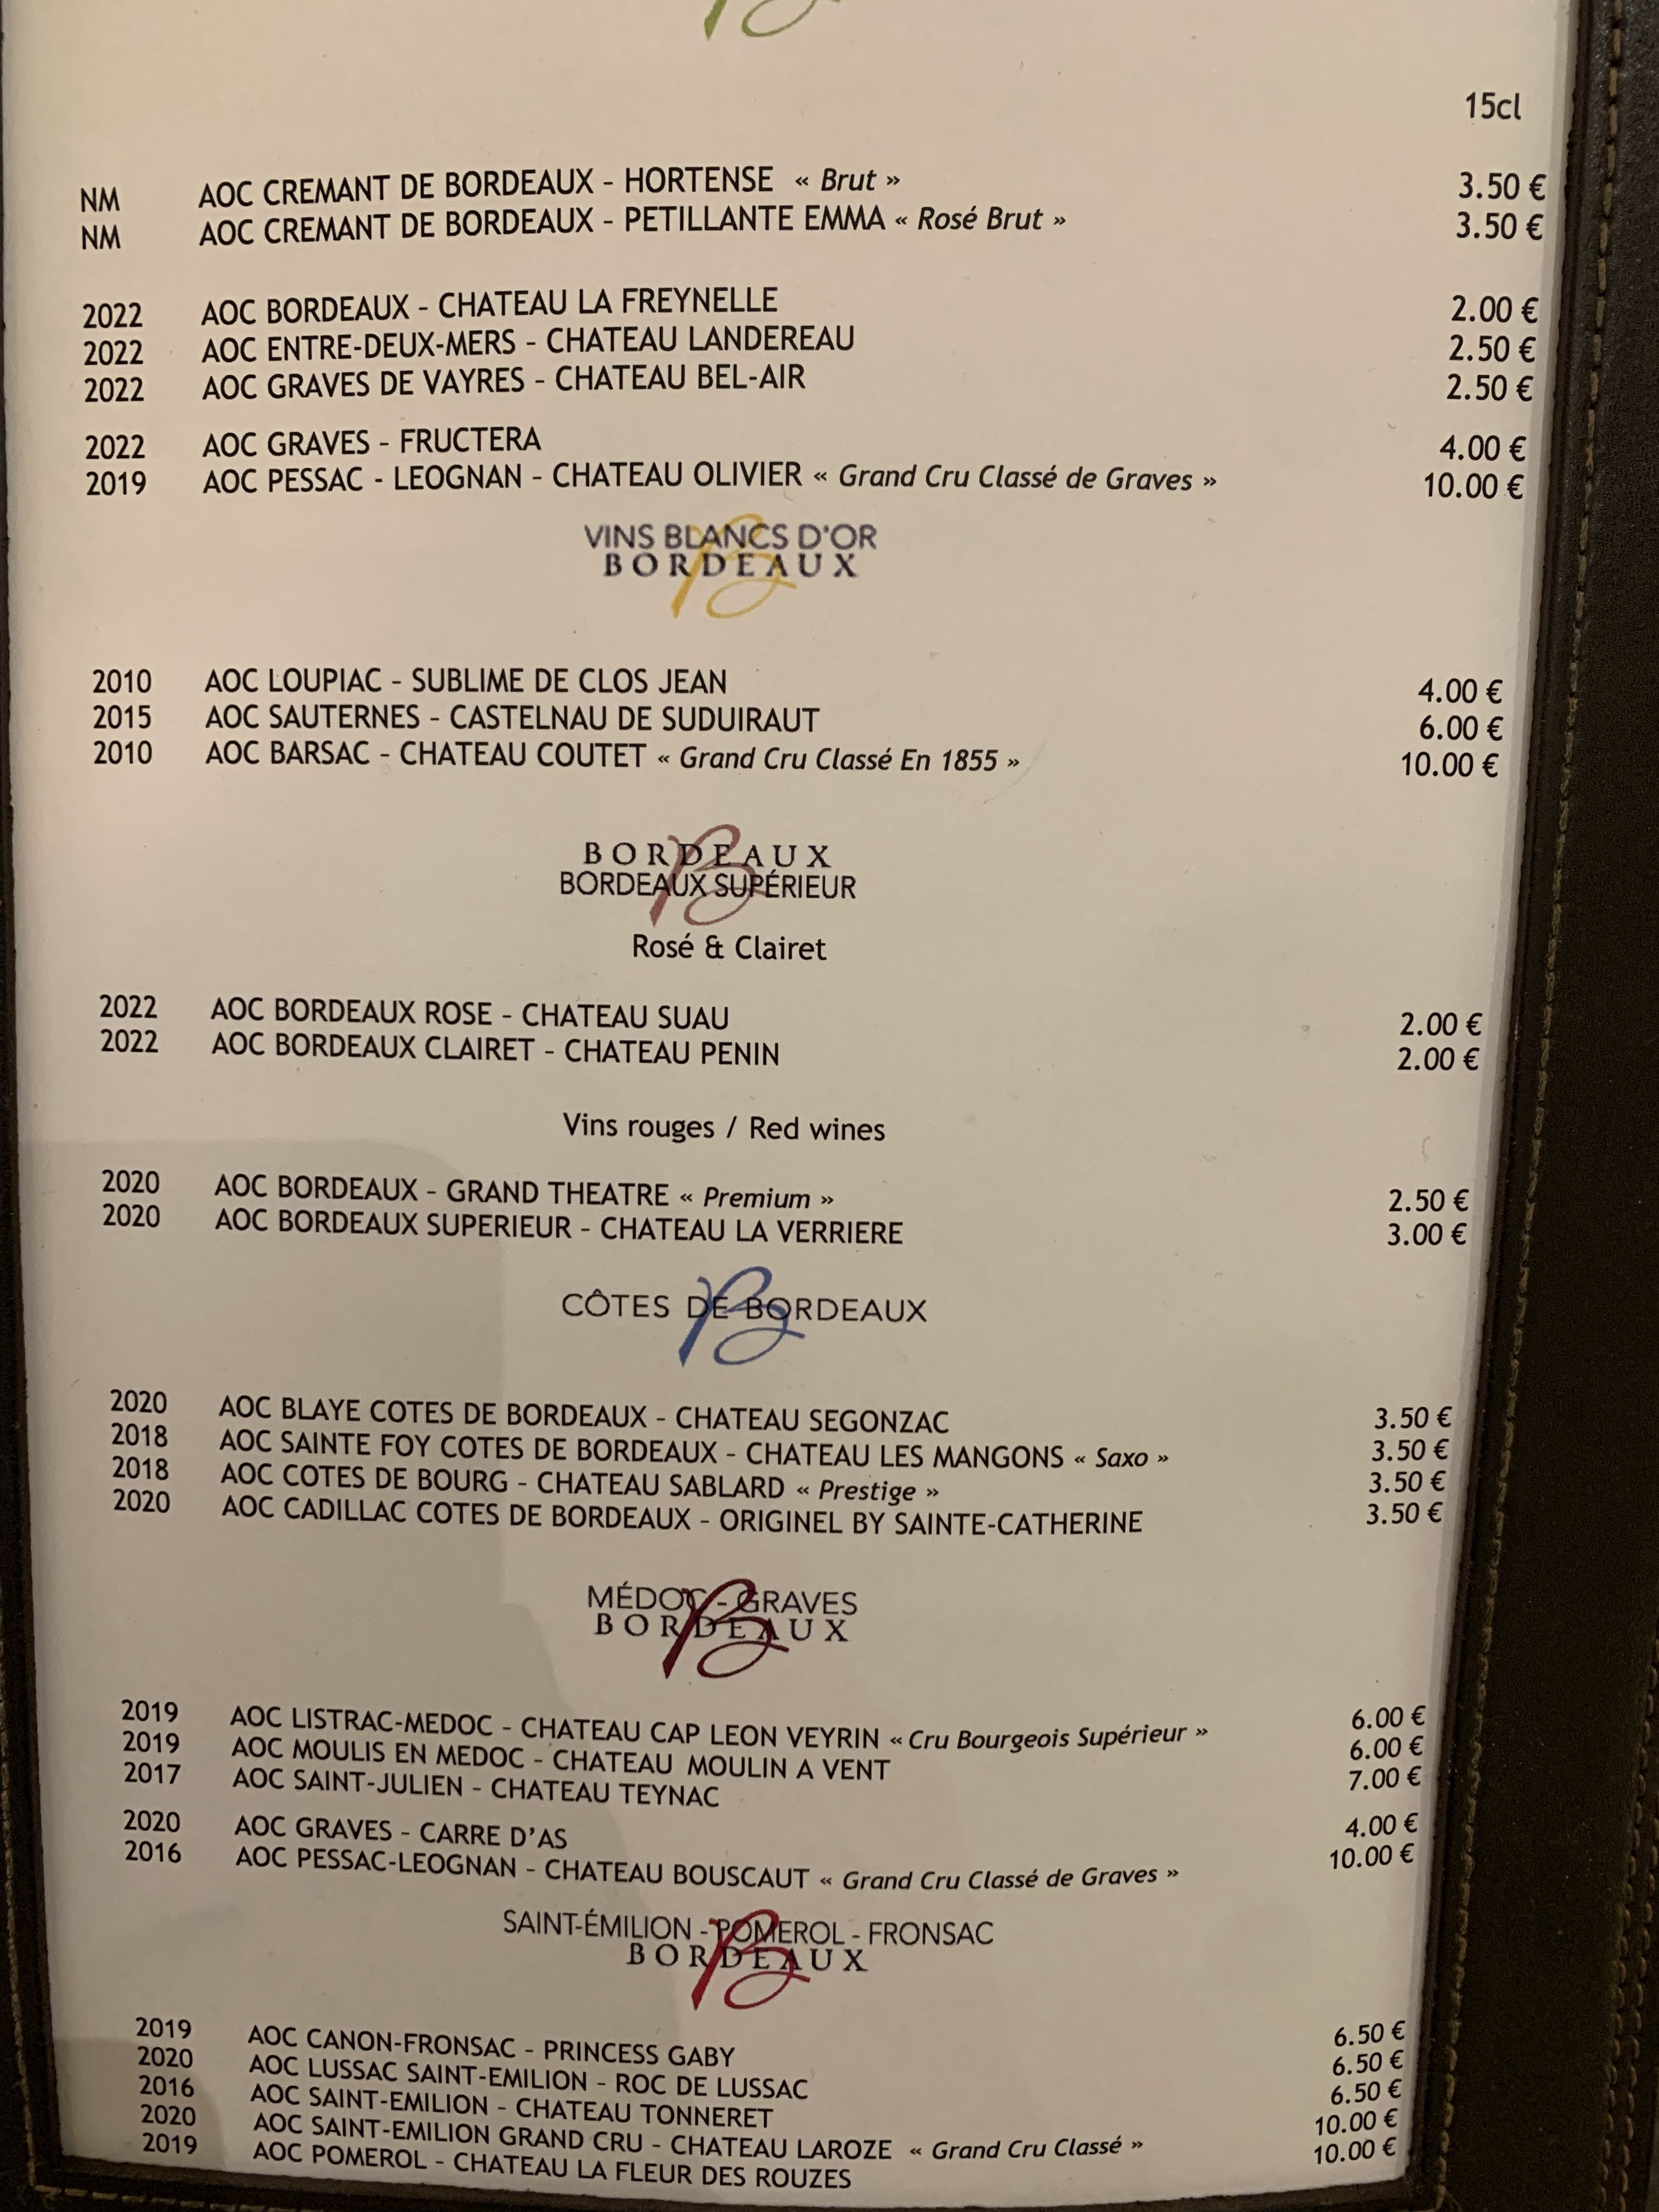 15cl
NM AOC CREMANT DE BORDEAUX - HORTENSE « Brut » 3.50 €
NM AOC CREMANT DE BORDEAUX - PETILLANTE EMMA « Rosé Brut » 3.50 €
2022 AOC BORDEAUX - CHATEAU LA FREYNELLE 2.00 €
2022 AOC ENTRE-DEUX-MERS - CHATEAU LANDEREAU 2.50 €
2022 AOC GRAVES DE VAYRES - CHATEAU BEL-AIR 2.50 €
2022 AOC GRAVES - FRUCTERA 4.00 €
2019 AOC PESSAC - LEOGNAN - CHATEAU OLIVIER « Grand Cru Classé de Graves » 10.00 €
VINS BLANCS D'OR
BORDEAUX
2010 AOC LOUPIAC - SUBLIME DE CLOS JEAN 4.00 €
2015 AOC SAUTERNES - CASTELNAU DE SUDUIRAUT 6.00 €
2010 AOC BARSAC - CHATEAU COUTET « Grand Cru Classé En 1855 » 10.00 €
BORDEAUX
BORDEAUX SUPÉRIEUR
Rosé & Clairet
2022 AOC BORDEAUX ROSE - CHATEAU SUAU 2.00 €
2022 AOC BORDEAUX CLAIRET - CHATEAU PENIN 2.00 €
Vins rouges / Red wines
2020 AOC BORDEAUX - GRAND THEATRE « Premium » 2.50 €
2020 AOC BORDEAUX SUPERIEUR - CHATEAU LA VERRIERE 3.00 €
CÔTES DE BORDEAUX
2020 AOC BLAYE COTES DE BORDEAUX - CHATEAU SEGONZAC 3.50 €
2018 AOC SAINTE FOY COTES DE BORDEAUX - CHATEAU LES MANGONS « Saxo » 3.50 €
2018 AOC COTES DE BOURG - CHATEAU SABLARD « Prestige » 3.50 €
2020 AOC CADILLAC COTES DE BORDEAUX - ORIGINEL BY SAINTE-CATHERINE 3.50 €
MÉDOC - GRAVES
BORDEAUX
2019 AOC LISTRAC-MEDOC - CHATEAU CAP LEON VEYRIN « Cru Bourgeois Supérieur » 6.00 €
2019 AOC MOULIS EN MEDOC - CHATEAU MOULIN A VENT 6.00 €
2017 AOC SAINT-JULIEN - CHATEAU TEYNAC 7.00 €
2020 AOC GRAVES - CARRE D'AS 4.00 €
2016 AOC PESSAC-LEOGNAN - CHATEAU BOUSCAUT « Grand Cru Classé de Graves » 10.00 €
SAINT-ÉMILION - POMEROL - FRONSAC
BORDEAUX
2019 AOC CANON-FRONSAC - PRINCESS GABY 6.50 €
2020 AOC LUSSAC SAINT-EMILION - ROC DE LUSSAC 6.50 €
2016 AOC SAINT-EMILION - CHATEAU TONNERET 6.50 €
2020 AOC SAINT-EMILION GRAND CRU - CHATEAU LAROZE « Grand Cru Classé » 10.00 €
2019 AOC POMEROL - CHATEAU LA FLEUR DES ROUZES 10.00 €